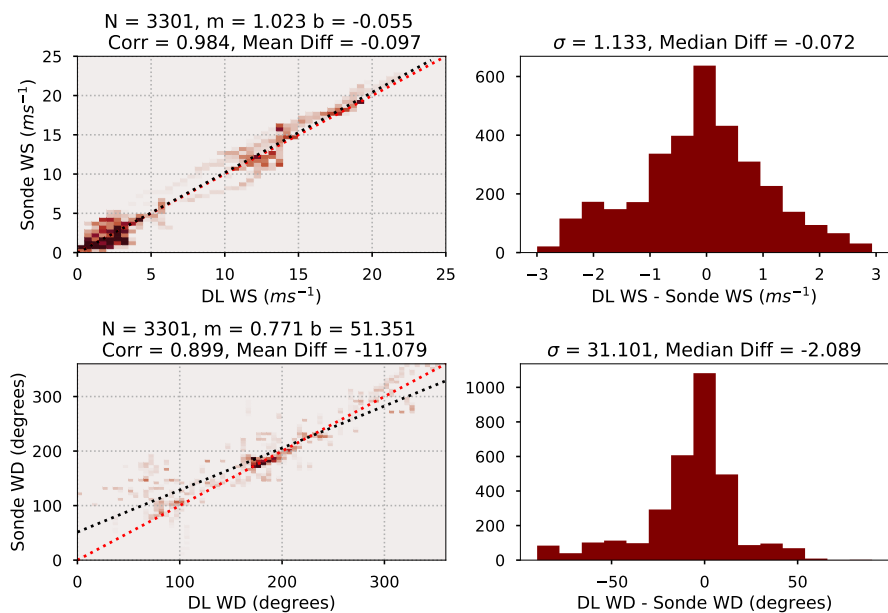 N = 3301, m = 1.023 b = -0.055
Corr = 0.984, Mean Diff = -0.097
25
20
15
10
5
0
Sonde WS (ms⁻¹)
0 5 10 15 20 25
DL WS (ms⁻¹)
σ = 1.133, Median Diff = -0.072
600
400
200
0
−3 −2 −1 0 1 2 3
DL WS - Sonde WS (ms⁻¹)
N = 3301, m = 0.771 b = 51.351
Corr = 0.899, Mean Diff = -11.079
300
200
100
0
Sonde WD (degrees)
0 100 200 300
DL WD (degrees)
σ = 31.101, Median Diff = -2.089
1000
800
600
400
200
0
−50 0 50
DL WD - Sonde WD (degrees)